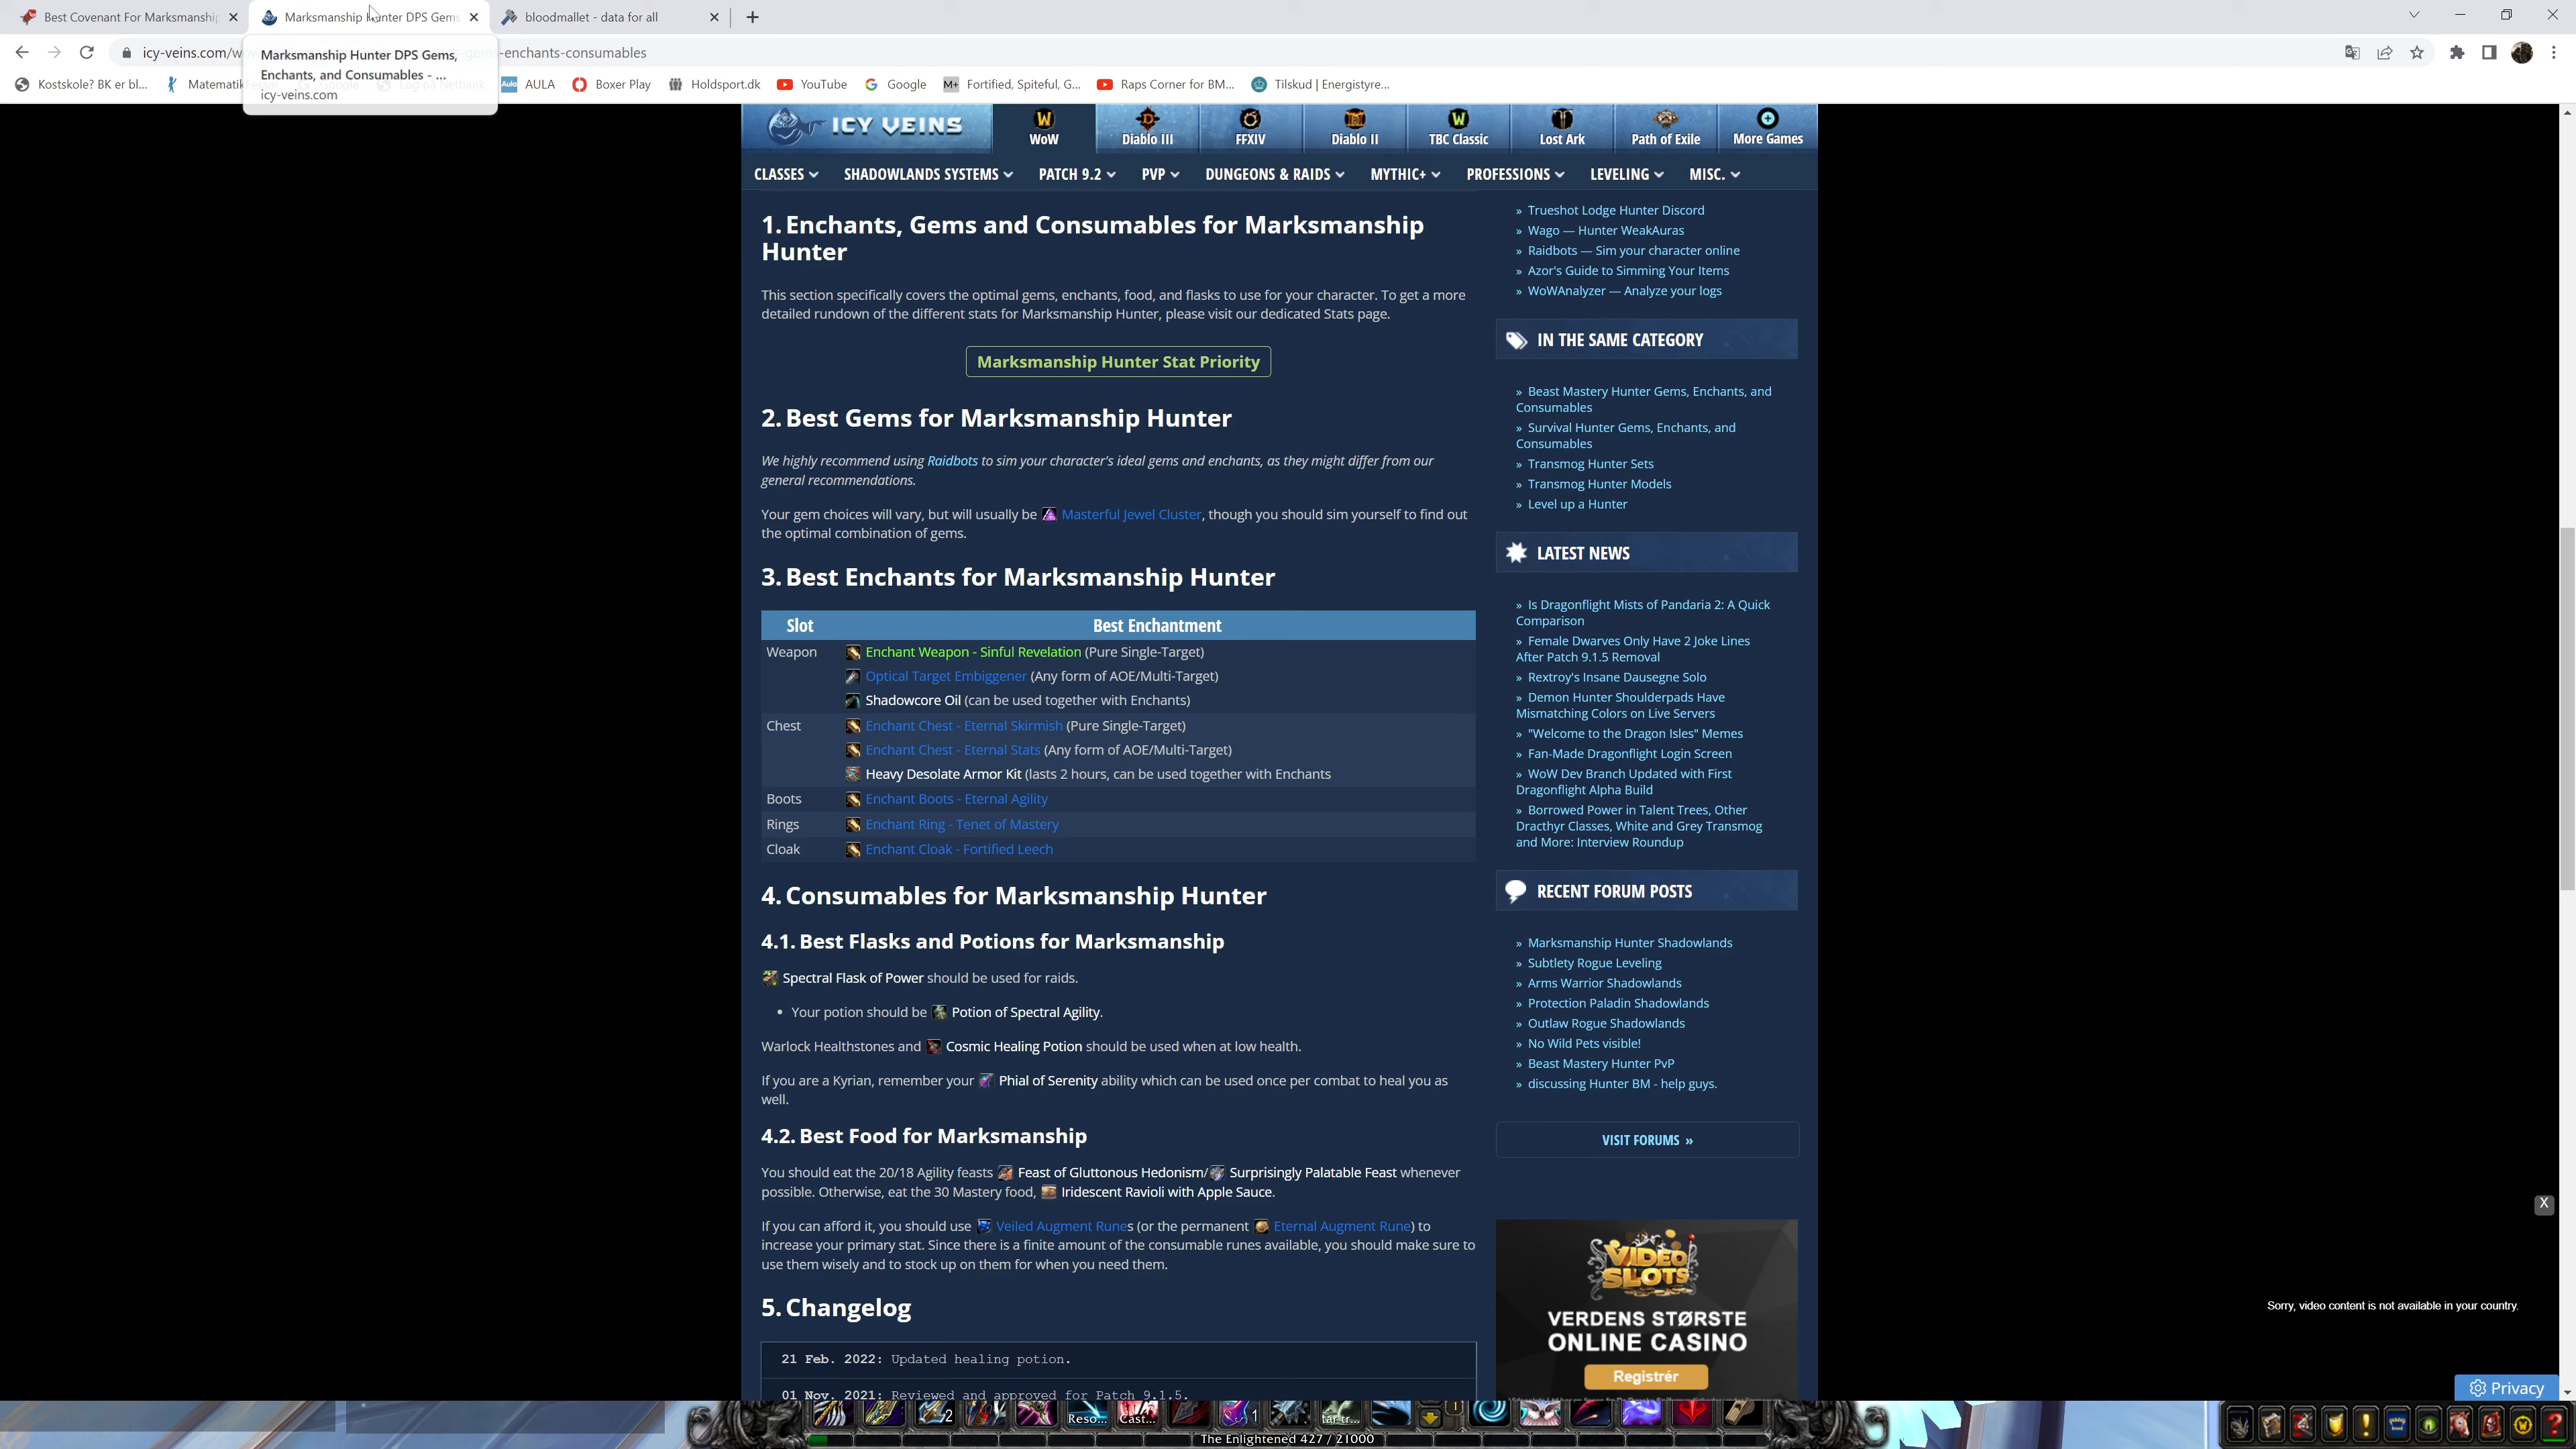 Best Covenant For Marksmanship
Marksmanship Hunter DPS Gems
bloodmallet - data for all
icy-veins.com/wow
-gems-enchants-consumables
Marksmanship Hunter DPS Gems,
Enchants, and Consumables - ...
icy-veins.com
Kostskole? BK er bl...
Matematik
Google
Log på Netbank
AULA
Boxer Play
Holdsport.dk
YouTube
Google
Fortified, Spiteful, G...
Raps Corner for BM...
Tilskud | Energistyre...
ICY VEINS
WoW
Diablo III
FFXIV
Diablo II
TBC Classic
Lost Ark
Path of Exile
More Games
CLASSES
SHADOWLANDS SYSTEMS
PATCH 9.2
PVP
DUNGEONS & RAIDS
MYTHIC+
PROFESSIONS
LEVELING
MISC.
1. Enchants, Gems and Consumables for Marksmanship
Hunter
This section specifically covers the optimal gems, enchants, food, and flasks to use for your character. To get a more
detailed rundown of the different stats for Marksmanship Hunter, please visit our dedicated Stats page.
Marksmanship Hunter Stat Priority
2. Best Gems for Marksmanship Hunter
We highly recommend using Raidbots to sim your character's ideal gems and enchants, as they might differ from our
general recommendations.
Your gem choices will vary, but will usually be Masterful Jewel Cluster, though you should sim yourself to find out
the optimal combination of gems.
3. Best Enchants for Marksmanship Hunter
Slot Best Enchantment
Weapon Enchant Weapon - Sinful Revelation (Pure Single-Target)
Optical Target Embiggener (Any form of AOE/Multi-Target)
Shadowcore Oil (can be used together with Enchants)
Chest Enchant Chest - Eternal Skirmish (Pure Single-Target)
Enchant Chest - Eternal Stats (Any form of AOE/Multi-Target)
Heavy Desolate Armor Kit (lasts 2 hours, can be used together with Enchants
Boots Enchant Boots - Eternal Agility
Rings Enchant Ring - Tenet of Mastery
Cloak Enchant Cloak - Fortified Leech
4. Consumables for Marksmanship Hunter
4.1. Best Flasks and Potions for Marksmanship
Spectral Flask of Power should be used for raids.
• Your potion should be Potion of Spectral Agility.
Warlock Healthstones and Cosmic Healing Potion should be used when at low health.
If you are a Kyrian, remember your Phial of Serenity ability which can be used once per combat to heal you as
well.
4.2. Best Food for Marksmanship
You should eat the 20/18 Agility feasts Feast of Gluttonous Hedonism/ Surprisingly Palatable Feast whenever
possible. Otherwise, eat the 30 Mastery food, Iridescent Ravioli with Apple Sauce.
If you can afford it, you should use Veiled Augment Runes (or the permanent Eternal Augment Rune) to
increase your primary stat. Since there is a finite amount of the consumable runes available, you should make sure to
use them wisely and to stock up on them for when you need them.
5. Changelog
21 Feb. 2022: Updated healing potion.
01 Nov. 2021: Reviewed and approved for Patch 9.1.5.
» Trueshot Lodge Hunter Discord
» Wago — Hunter WeakAuras
» Raidbots — Sim your character online
» Azor's Guide to Simming Your Items
» WoWAnalyzer — Analyze your logs
IN THE SAME CATEGORY
» Beast Mastery Hunter Gems, Enchants, and
Consumables
» Survival Hunter Gems, Enchants, and
Consumables
» Transmog Hunter Sets
» Transmog Hunter Models
» Level up a Hunter
LATEST NEWS
» Is Dragonflight Mists of Pandaria 2: A Quick
Comparison
» Female Dwarves Only Have 2 Joke Lines
After Patch 9.1.5 Removal
» Rextroy's Insane Dausegne Solo
» Demon Hunter Shoulderpads Have
Mismatching Colors on Live Servers
» "Welcome to the Dragon Isles" Memes
» Fan-Made Dragonflight Login Screen
» WoW Dev Branch Updated with First
Dragonflight Alpha Build
» Borrowed Power in Talent Trees, Other
Dracthyr Classes, White and Grey Transmog
and More: Interview Roundup
RECENT FORUM POSTS
» Marksmanship Hunter Shadowlands
» Subtlety Rogue Leveling
» Arms Warrior Shadowlands
» Protection Paladin Shadowlands
» Outlaw Rogue Shadowlands
» No Wild Pets visible!
» Beast Mastery Hunter PvP
» discussing Hunter BM - help guys.
VISIT FORUMS »
VIDEO
SLOTS
VERDENS STØRSTE
ONLINE CASINO
Registrér
X
Sorry, video content is not available in your country.
Privacy
2
Reso...
Cast...
1
tar-tr...
1
The Enlightened 427 / 21000